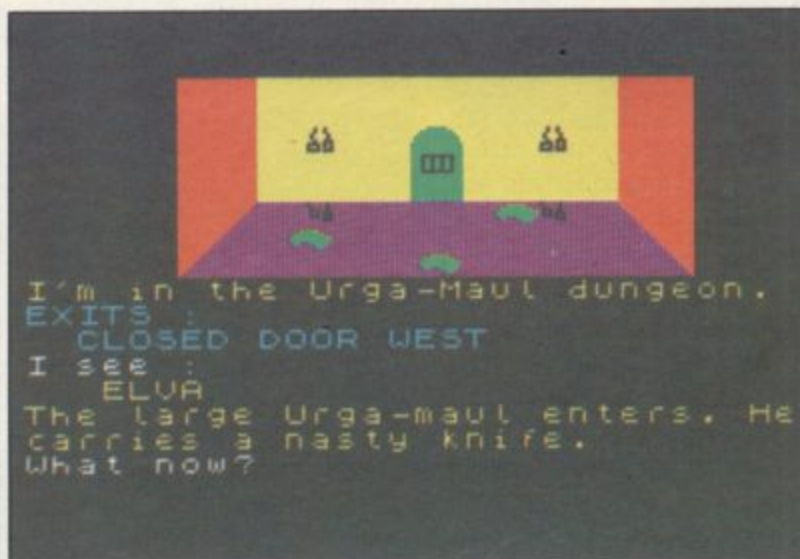 I'm in the Urga-Maul dungeon.
EXITS :
CLOSED DOOR WEST
I see :
ELVA
The large Urga-maul enters. He
carries a nasty knife.
What now?